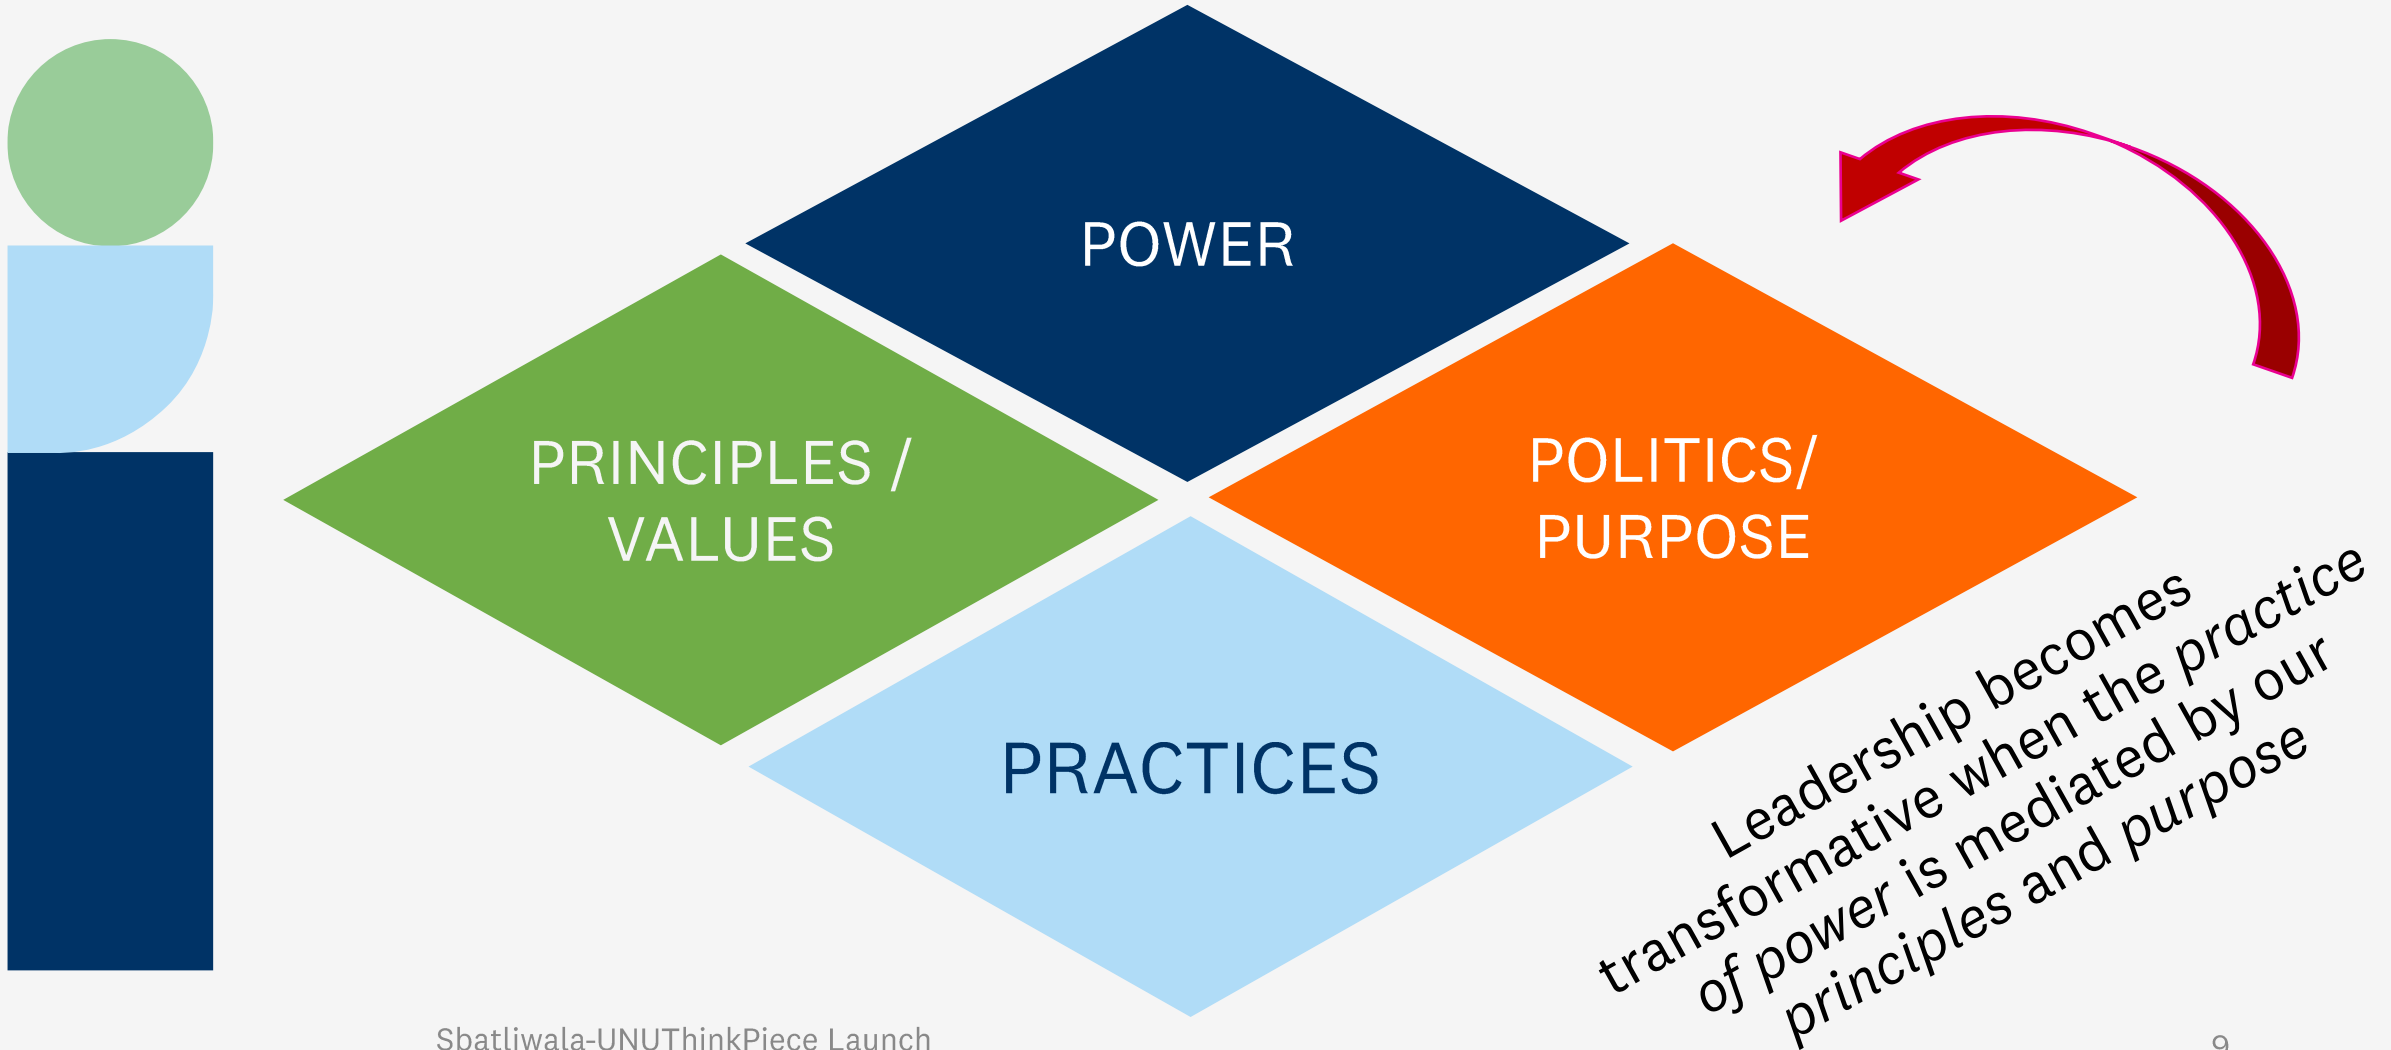 POWER
PRINCIPLES /
VALUES
POLITICS/
PURPOSE
PRACTICES
Leadership becomes
transformative when the practice
of power is mediated by our
principles and purpose
Sbatliwala-UNUThinkPiece Launch
9